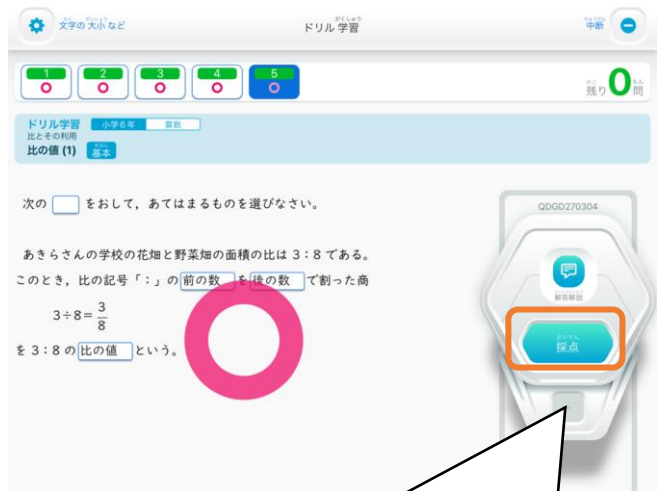 文字の大小など
ドリル学習
中断
1 2 3 4 5
残り0問
ドリル学習 小学6年 算数
比とその利用
比の値 (1) 基本
次の をおして，あてはまるものを選びなさい。
QDGD270304
あきらさんの学校の花畑と野菜畑の面積の比は 3：8 である。
このとき，比の記号「：」の 前の数 を 後の数 で割った商
3÷8＝3/8
を 3：8 の 比の値 という。
解答解説
採点